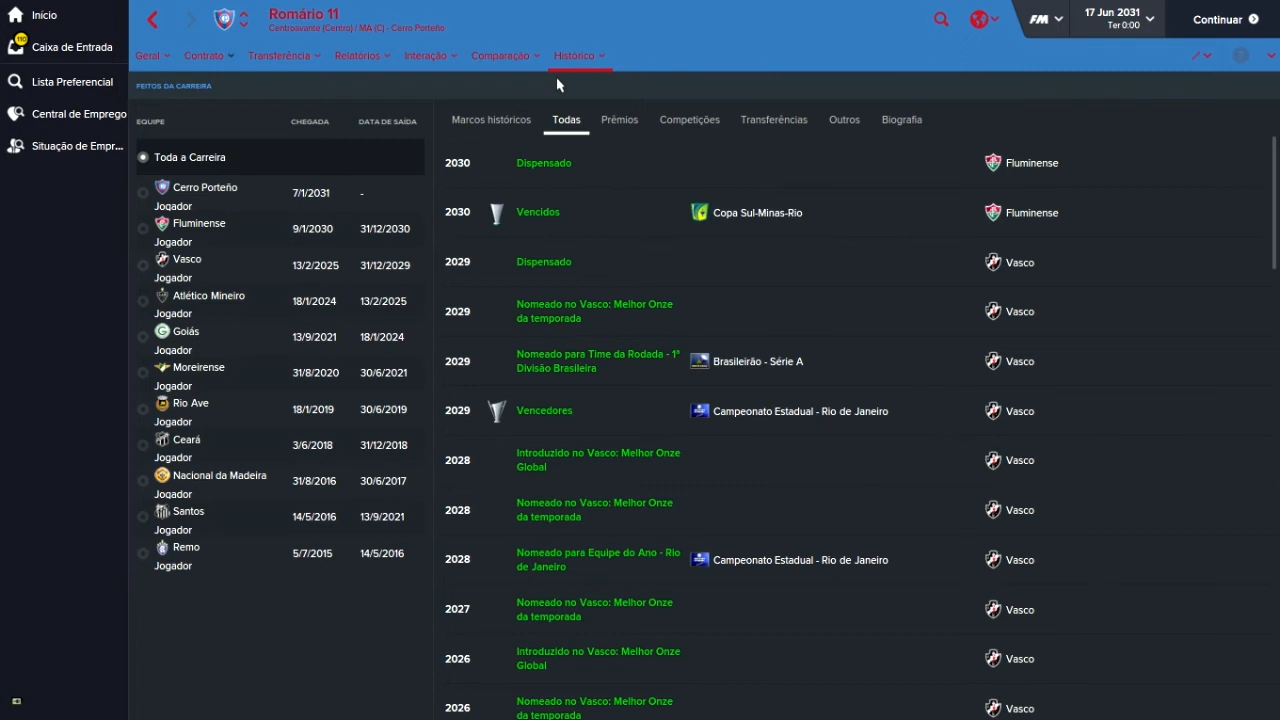 Início
Romário 11
Centroavante (Centro) / MA (C) - Cerro Porteño
FM
17 Jun 2031
Ter 0:00
Continuar
110
Caixa de Entrada
Geral
Contrato
Transferência
Relatórios
Interação
Comparação
Histórico
Lista Preferencial
FEITOS DA CARREIRA
Central de Emprego
Situação de Empr...
EQUIPE
CHEGADA
DATA DE SAÍDA
Toda a Carreira
Cerro Porteño
7/1/2031
-
Jogador
Fluminense
9/1/2030
31/12/2030
Jogador
Vasco
13/2/2025
31/12/2029
Jogador
Atlético Mineiro
18/1/2024
13/2/2025
Jogador
Goiás
13/9/2021
18/1/2024
Jogador
Moreirense
31/8/2020
30/6/2021
Jogador
Rio Ave
18/1/2019
30/6/2019
Jogador
Ceará
3/6/2018
31/12/2018
Jogador
Nacional da Madeira
31/8/2016
30/6/2017
Jogador
Santos
14/5/2016
13/9/2021
Jogador
Remo
5/7/2015
14/5/2016
Jogador
Marcos históricos
Todas
Prêmios
Competições
Transferências
Outros
Biografia
2030
Dispensado
Fluminense
2030
Vencidos
Copa Sul-Minas-Rio
Fluminense
2029
Dispensado
Vasco
2029
Nomeado no Vasco: Melhor Onze
da temporada
Vasco
2029
Nomeado para Time da Rodada - 1ª
Divisão Brasileira
Brasileirão - Série A
Vasco
2029
Vencedores
Campeonato Estadual - Rio de Janeiro
Vasco
2028
Introduzido no Vasco: Melhor Onze
Global
Vasco
2028
Nomeado no Vasco: Melhor Onze
da temporada
Vasco
2028
Nomeado para Equipe do Ano - Rio
de Janeiro
Campeonato Estadual - Rio de Janeiro
Vasco
2027
Nomeado no Vasco: Melhor Onze
da temporada
Vasco
2026
Introduzido no Vasco: Melhor Onze
Global
Vasco
2026
Nomeado no Vasco: Melhor Onze
da temporada
Vasco